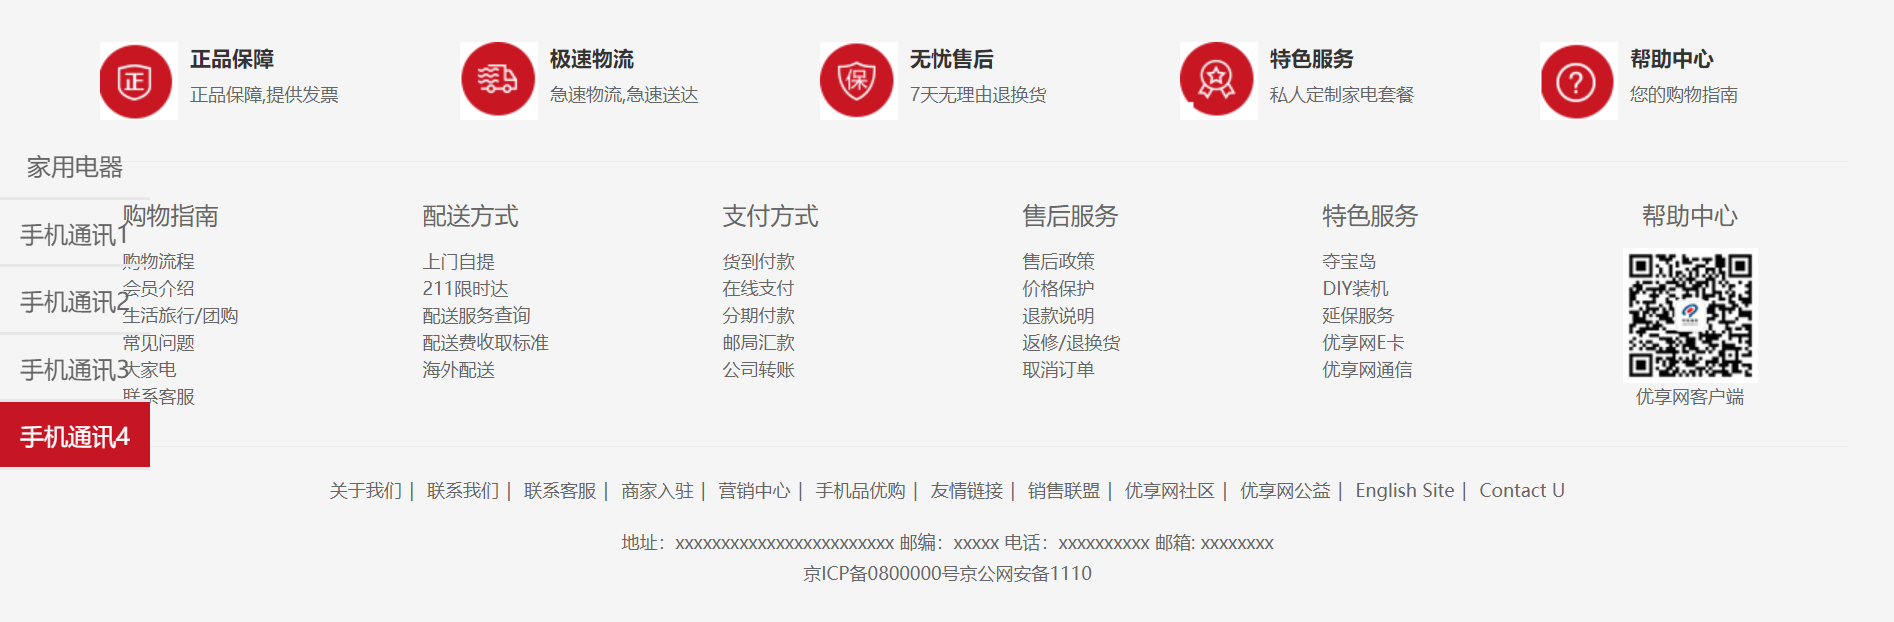 正品保障
正品保障,提供发票
极速物流
急速物流,急速送达
无忧售后
7天无理由退换货
特色服务
私人定制家电套餐
帮助中心
您的购物指南
正
保
?
家用电器
手机通讯1
手机通讯2
手机通讯3
手机通讯4
购物指南
购物流程
会员介绍
生活旅行/团购
常见问题
大家电
联系客服
配送方式
上门自提
211限时达
配送服务查询
配送费收取标准
海外配送
支付方式
货到付款
在线支付
分期付款
邮局汇款
公司转账
售后服务
售后政策
价格保护
退款说明
返修/退换货
取消订单
特色服务
夺宝岛
DIY装机
延保服务
优享网E卡
优享网通信
帮助中心
优享网客户端
关于我们 | 联系我们 | 联系客服 | 商家入驻 | 营销中心 | 手机品优购 | 友情链接 | 销售联盟 | 优享网社区 | 优享网公益 | English Site | Contact U
地址：xxxxxxxxxxxxxxxxxxxxxxxx 邮编：xxxxx 电话：xxxxxxxxxx 邮箱: xxxxxxxx
京ICP备0800000号京公网安备1110